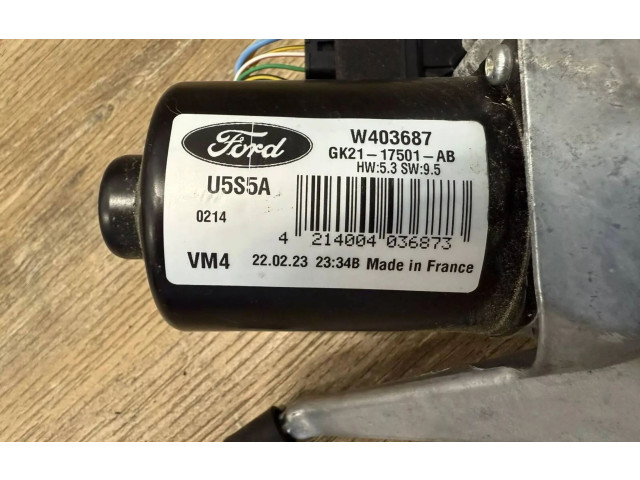 Ford
W403687
GK21-17501-AB
HW:5.3 SW:9.5
U5S5A
0214
4 214004 036873
VM4 22.02.23 23:34B Made in France